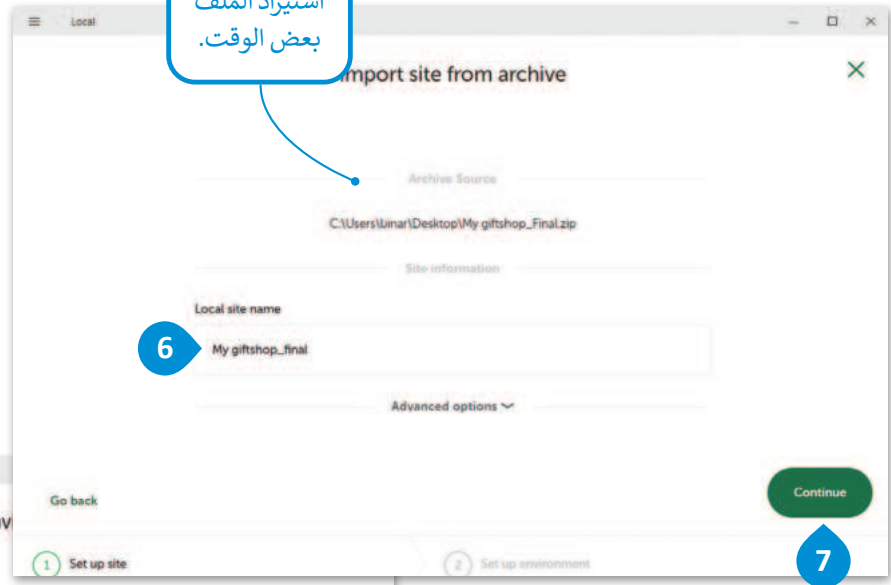 استيراد الملف
بعض الوقت.
Local
Import site from archive
Archive Source
C:\Users\binar\Desktop\My giftshop_Final.zip
Site information
Local site name
6
My giftshop_final
Advanced options
Go back
Continue
7
1 Set up site
2 Set up environment